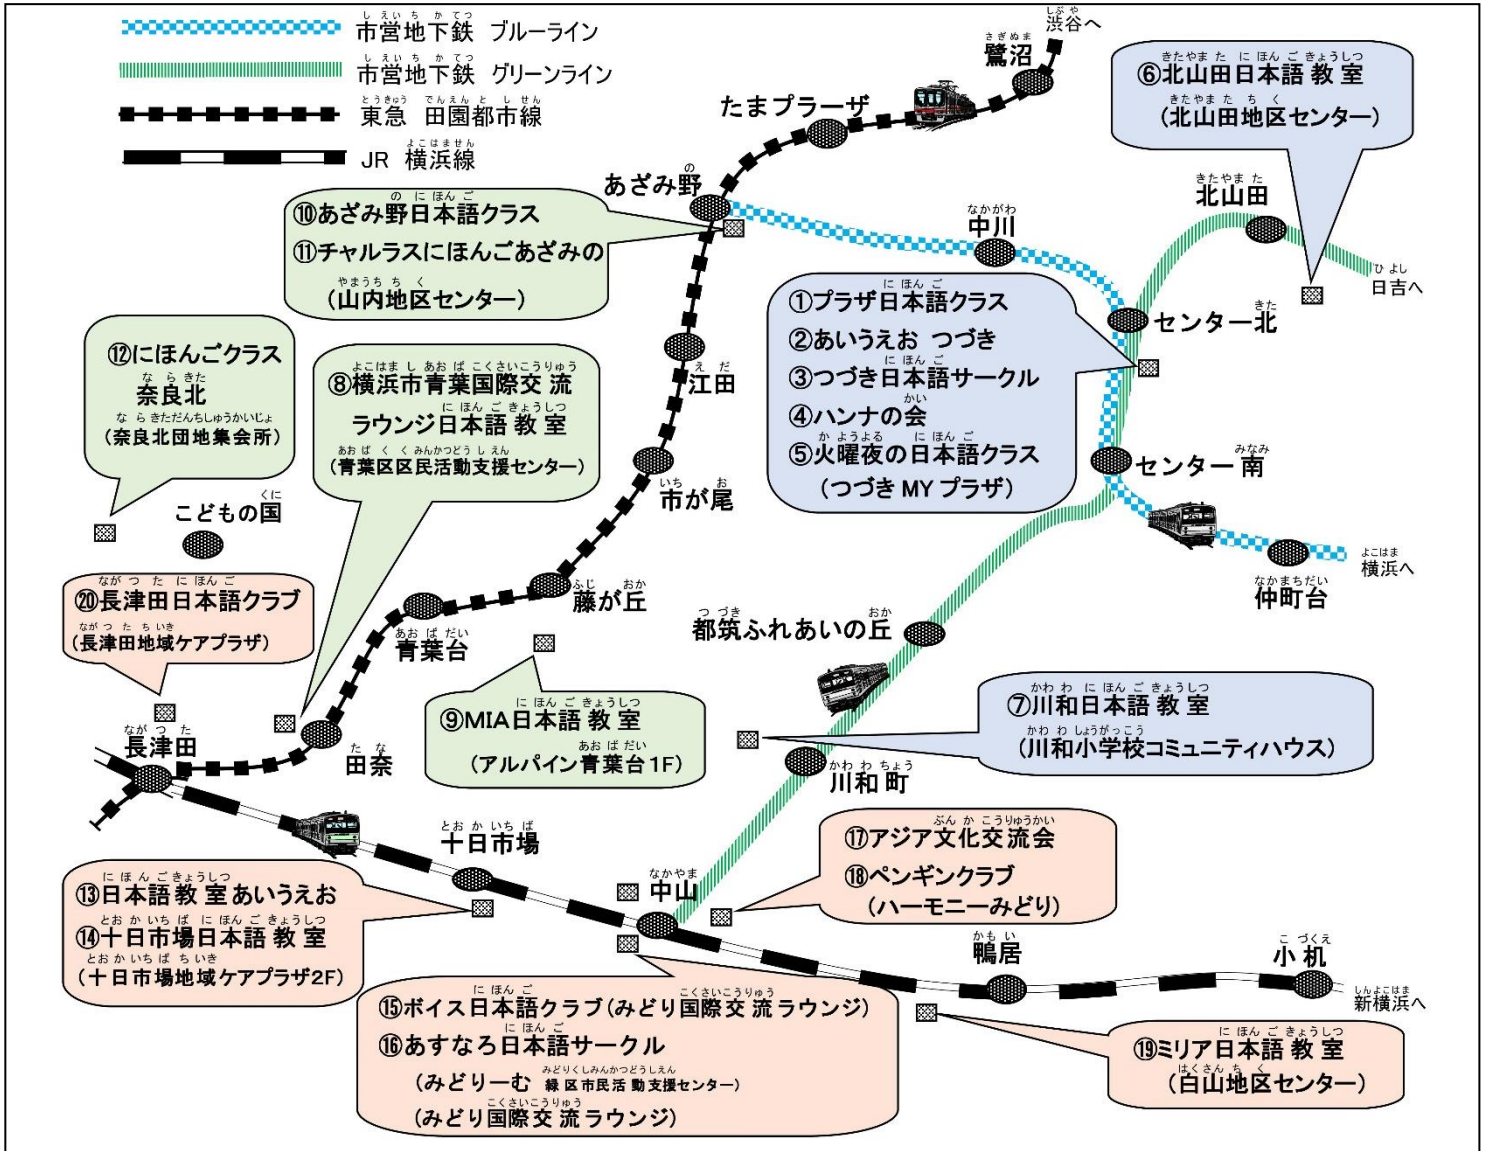 市営地下鉄 ブルーライン
市営地下鉄 グリーンライン
東急 田園都市線
JR 横浜線
渋谷へ
鷺沼
たまプラーザ
あざみ野
⑥北山田日本語教室
(北山田地区センター)
北山田
日吉へ
⑩あざみ野日本語クラス
⑪チャルラスにほんごあざみの
(山内地区センター)
中川
センター北
①プラザ日本語クラス
②あいうえお つづき
③つづき日本語サークル
④ハンナの会
⑤火曜夜の日本語クラス
(つづきMYプラザ)
⑫にほんごクラス
奈良北
(奈良北団地集会所)
⑧横浜市青葉国際交流
ラウンジ日本語教室
(青葉区区民活動支援センター)
江田
市が尾
センター南
こどもの国
横浜へ
仲町台
⑳長津田日本語クラブ
(長津田地域ケアプラザ)
青葉台
藤が丘
都筑ふれあいの丘
⑨MIA日本語教室
(アルパイン青葉台1F)
⑦川和日本語教室
(川和小学校コミュニティハウス)
長津田
田奈
川和町
十日市場
⑰アジア文化交流会
⑱ペンギンクラブ
(ハーモニーみどり)
中山
⑬日本語教室あいうえお
⑭十日市場日本語教室
(十日市場地域ケアプラザ2F)
鴨居
小机
新横浜へ
⑮ボイス日本語クラブ(みどり国際交流ラウンジ)
⑯あすなろ日本語サークル
(みどりーむ 緑区市民活動支援センター)
(みどり国際交流ラウンジ)
⑲ミリア日本語教室
(白山地区センター)